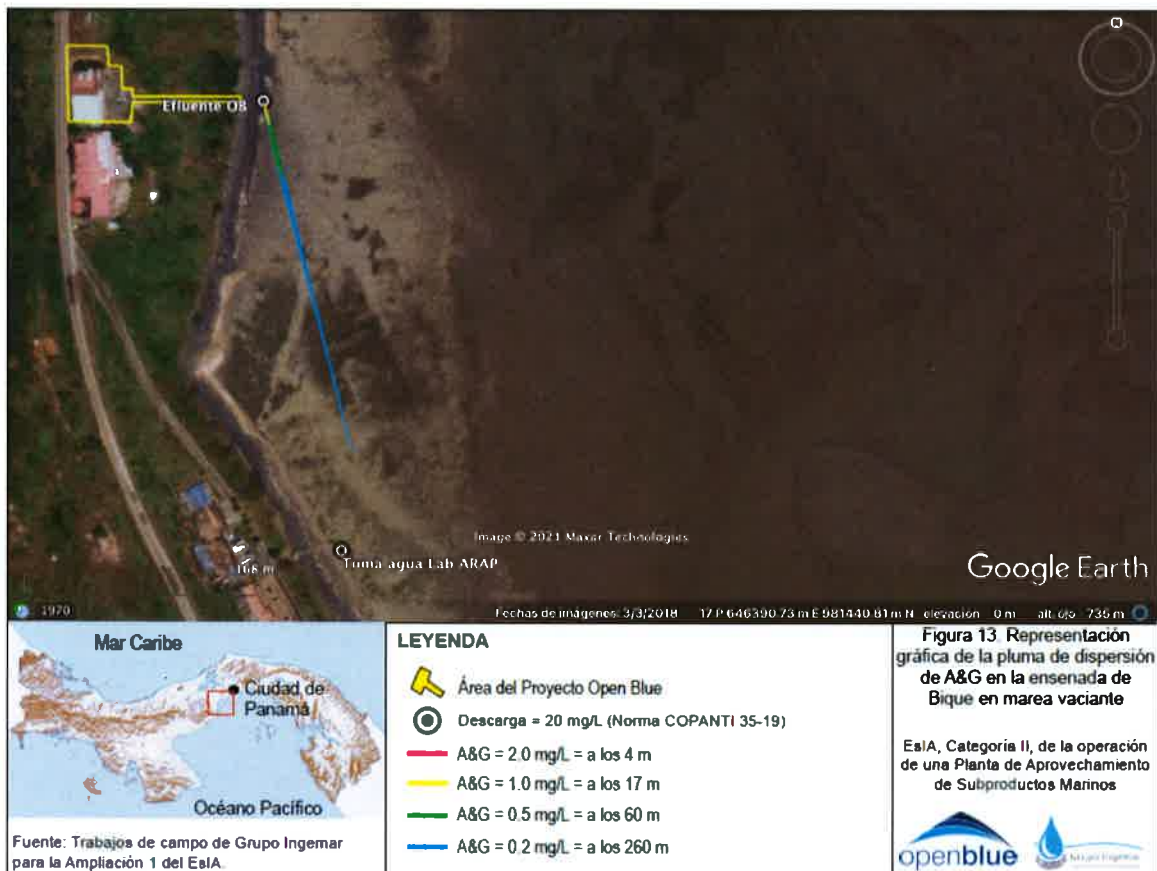 Efluente OB
Image © 2021 Maxar Technologies
168 m
Toma agua Lab ARAP
Google Earth
1970
Fechas de imágenes: 3/3/2018 17 P 646390.73 m E 981440.81 m N elevación 0 m alt. ojo 735 m
Mar Caribe
Ciudad de
Panamá
Océano Pacífico
Fuente: Trabajos de campo de Grupo Ingemar
para la Ampliación 1 del EsIA.
LEYENDA
Área del Proyecto Open Blue
Descarga = 20 mg/L (Norma COPANTI 35-19)
A&G = 2.0 mg/L = a los 4 m
A&G = 1.0 mg/L = a los 17 m
A&G = 0.5 mg/L = a los 60 m
A&G = 0.2 mg/L = a los 260 m
Figura 13. Representación
gráfica de la pluma de dispersión
de A&G en la ensenada de
Bique en marea vaciante
EsIA, Categoría II, de la operación
de una Planta de Aprovechamiento
de Subproductos Marinos
openblue
Grupo Ingemar